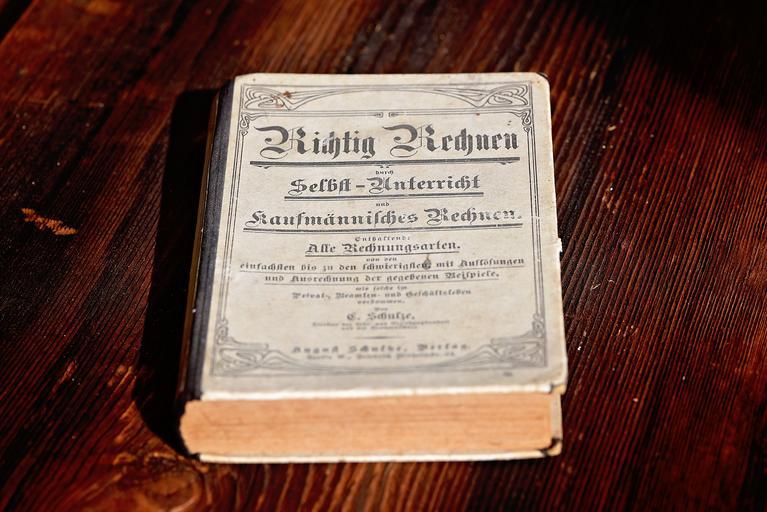 Richtig Rechnen
durch
Selbst-Unterricht
und
Kaufmännisches Rechnen.
Enthaltend:
Alle Rechnungsarten.
von den
einfachsten bis zu den schwierigsten mit Auflösungen
und Ausrechnung der gegebenen Beispiele,
wie solche im
Privat-, Beamten- und Geschäftsleben
vorkommen.
Von
C. Schulze.
August Schultze, Verlag.
Berlin W.,